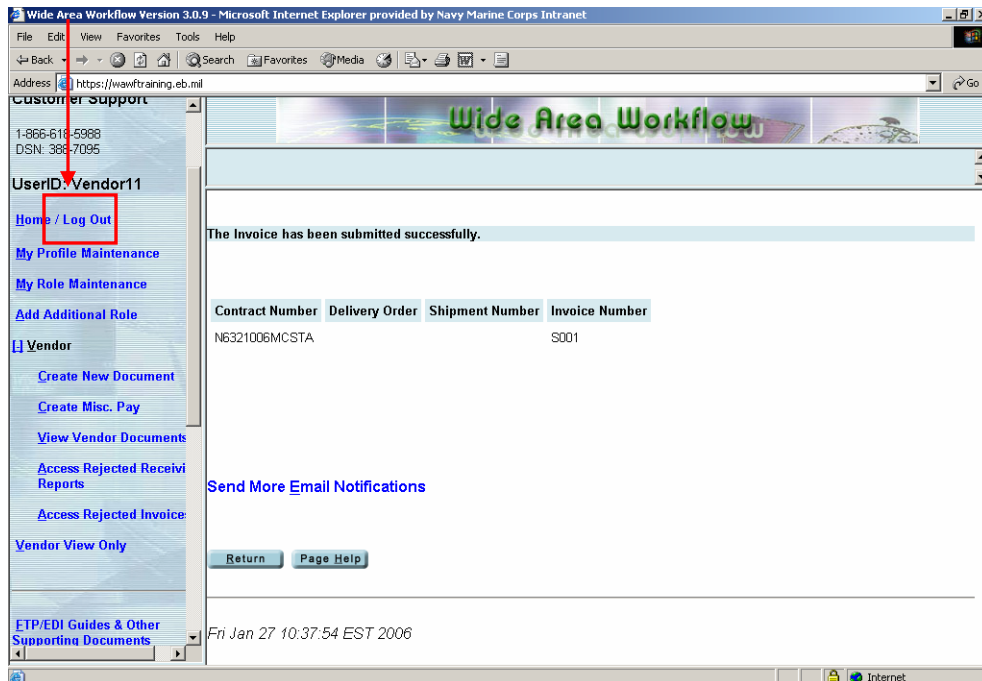 Wide Area Workflow Version 3.0.9 - Microsoft Internet Explorer provided by Navy Marine Corps Intranet
File Edit View Favorites Tools Help
Back Search Favorites Media
Address https://wawftraining.eb.mil Go
Customer Support
1-866-618-5988
DSN: 388-7095
UserID: Vendor11
Home / Log Out
My Profile Maintenance
My Role Maintenance
Add Additional Role
[-] Vendor
Create New Document
Create Misc. Pay
View Vendor Documents
Access Rejected Receivi
Reports
Access Rejected Invoice
Vendor View Only
FTP/EDI Guides & Other
Supporting Documents
Wide Area Workflow
The Invoice has been submitted successfully.
Contract Number Delivery Order Shipment Number Invoice Number
N6321006MCSTA S001
Send More Email Notifications
Return Page Help
Fri Jan 27 10:37:54 EST 2006
Internet